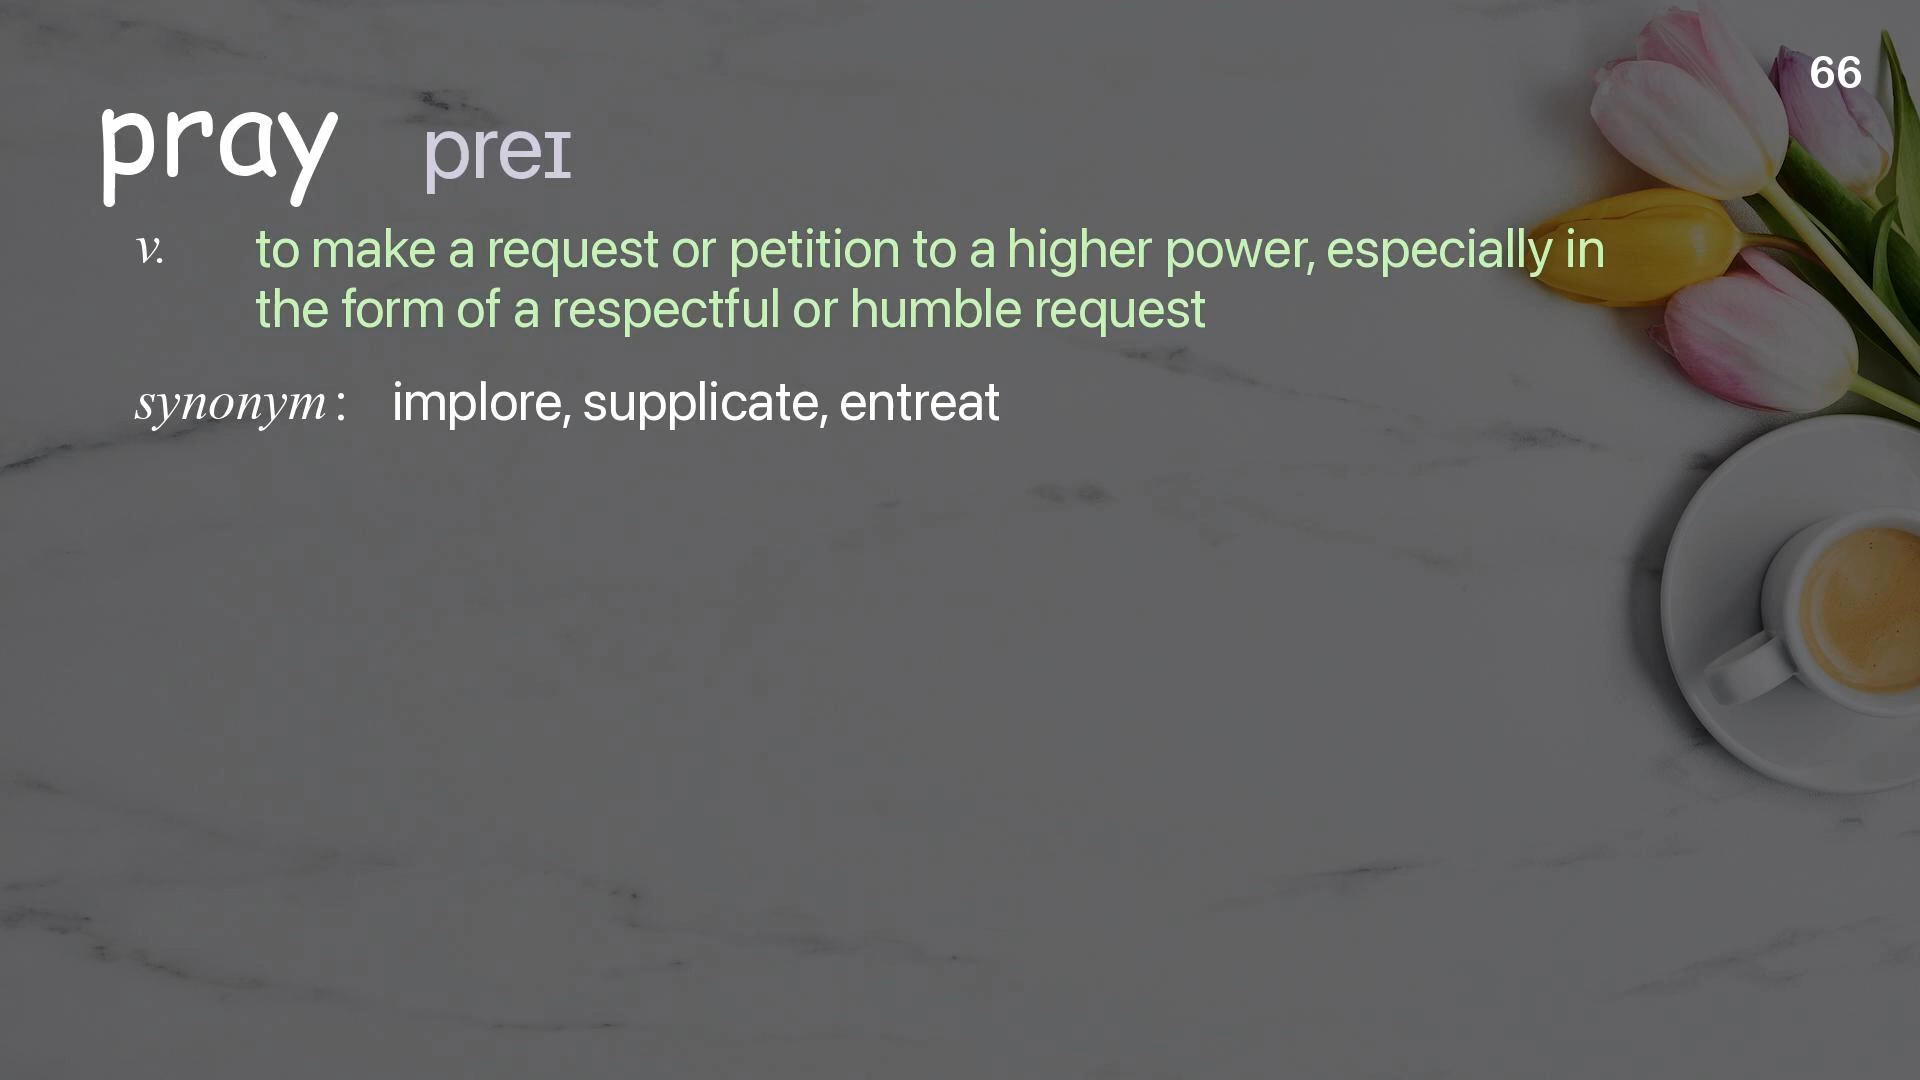 66
pray preɪ
v. to make a request or petition to a higher power, especially in
the form of a respectful or humble request
synonym : implore, supplicate, entreat